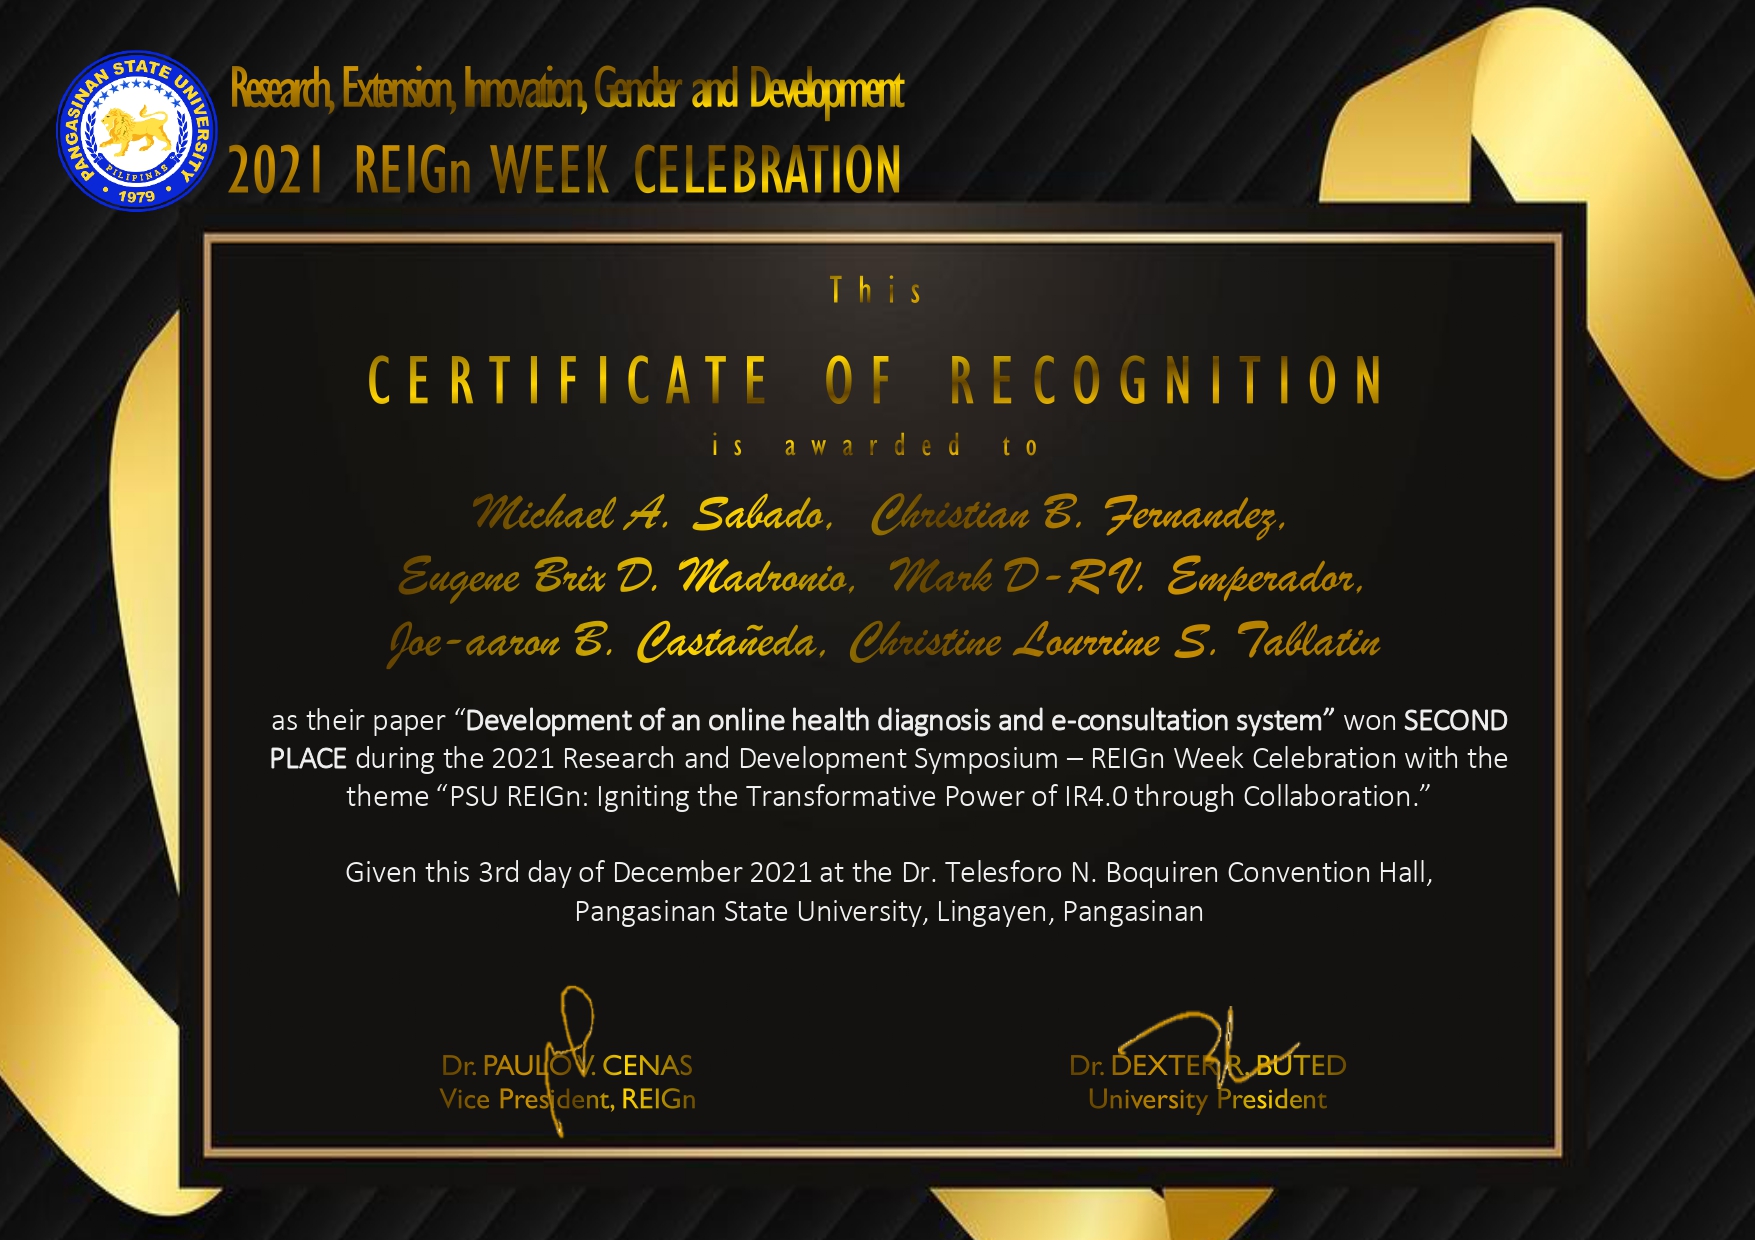 PANGASINAN STATE UNIVERSITY
PILIPINAS
1979
Research, Extension, Innovation, Gender and Development
2021 REIGn WEEK CELEBRATION
This
CERTIFICATE OF RECOGNITION
is awarded to
Michael A. Sabado, Christian B. Fernandez,
Eugene Brix D. Madronio, Mark D-RV. Emperador,
Joe-aaron B. Castañeda, Christine Lourrine S. Tablatin
as their paper “Development of an online health diagnosis and e-consultation system” won SECOND
PLACE during the 2021 Research and Development Symposium – REIGn Week Celebration with the
theme “PSU REIGn: Igniting the Transformative Power of IR4.0 through Collaboration.”
Given this 3rd day of December 2021 at the Dr. Telesforo N. Boquiren Convention Hall,
Pangasinan State University, Lingayen, Pangasinan
Dr. PAULO V. CENAS
Vice President, REIGn
Dr. DEXTER R. BUTED
University President